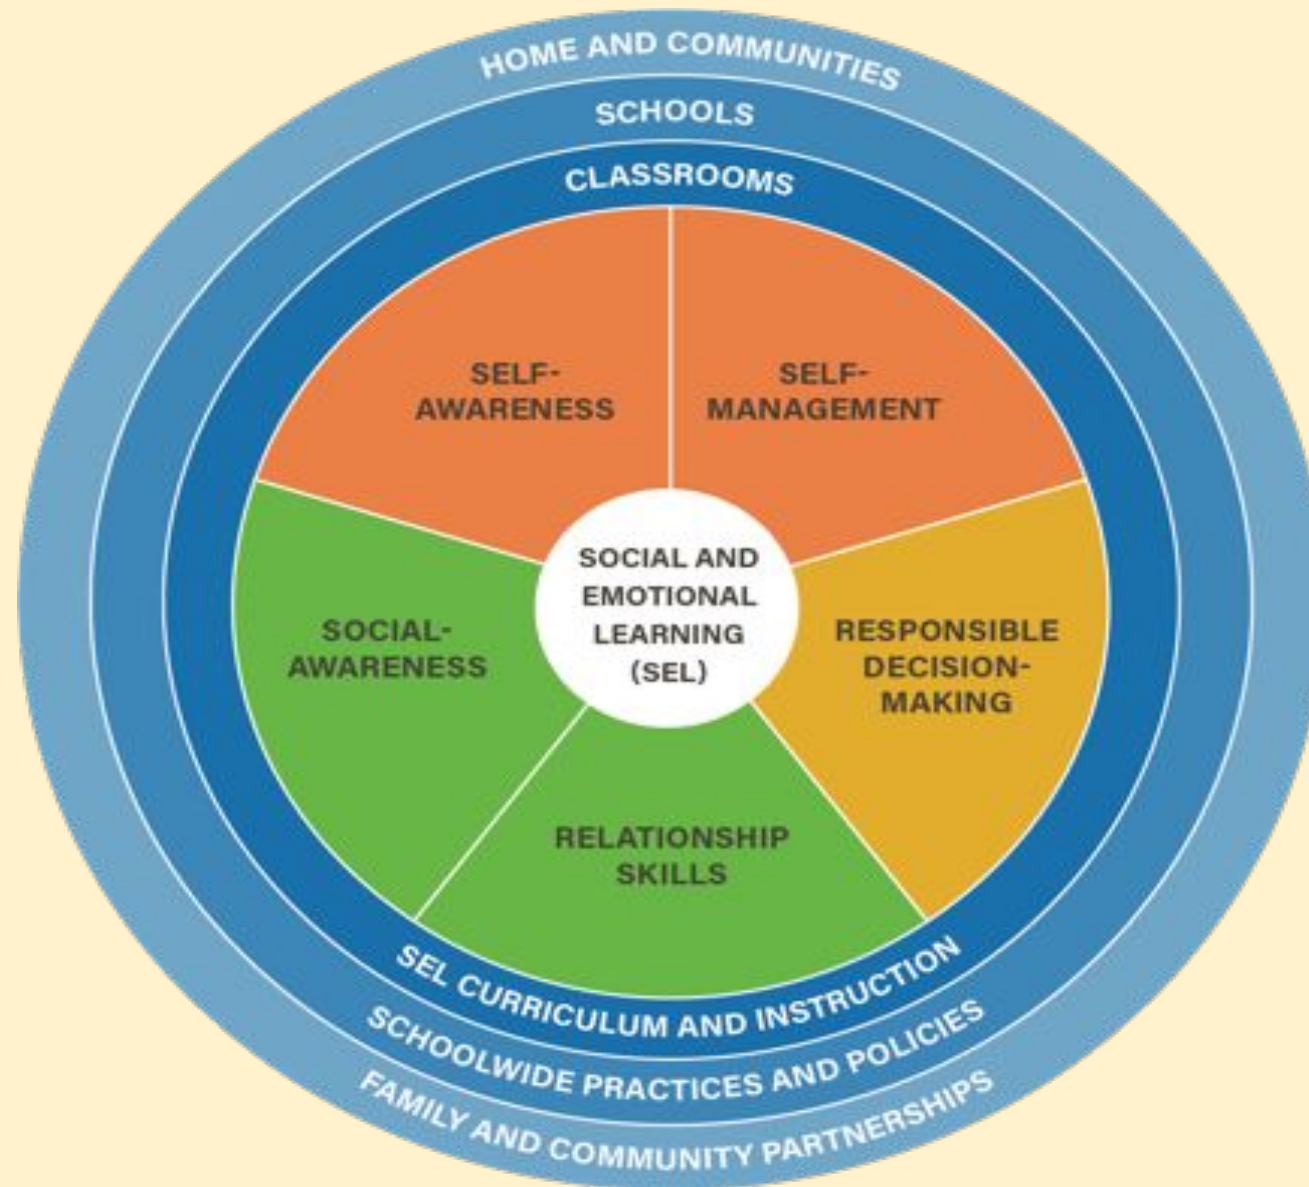 HOME AND COMMUNITIES
SCHOOLS
CLASSROOMS
SELF-
AWARENESS
SELF-
MANAGEMENT
SOCIAL AND
EMOTIONAL
LEARNING
(SEL)
SOCIAL-
AWARENESS
RESPONSIBLE
DECISION-
MAKING
RELATIONSHIP
SKILLS
SEL CURRICULUM AND INSTRUCTION
SCHOOLWIDE PRACTICES AND POLICIES
FAMILY AND COMMUNITY PARTNERSHIPS